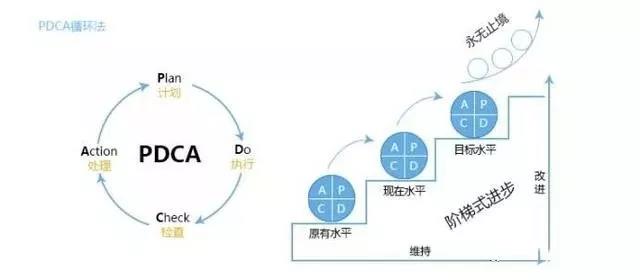 PDCA循环法
Plan
计划
Do
执行
Check
检查
Action
处理
PDCA
A P
C D
原有水平
A P
C D
现在水平
A P
C D
目标水平
永无止境
阶梯式进步
改进
维持